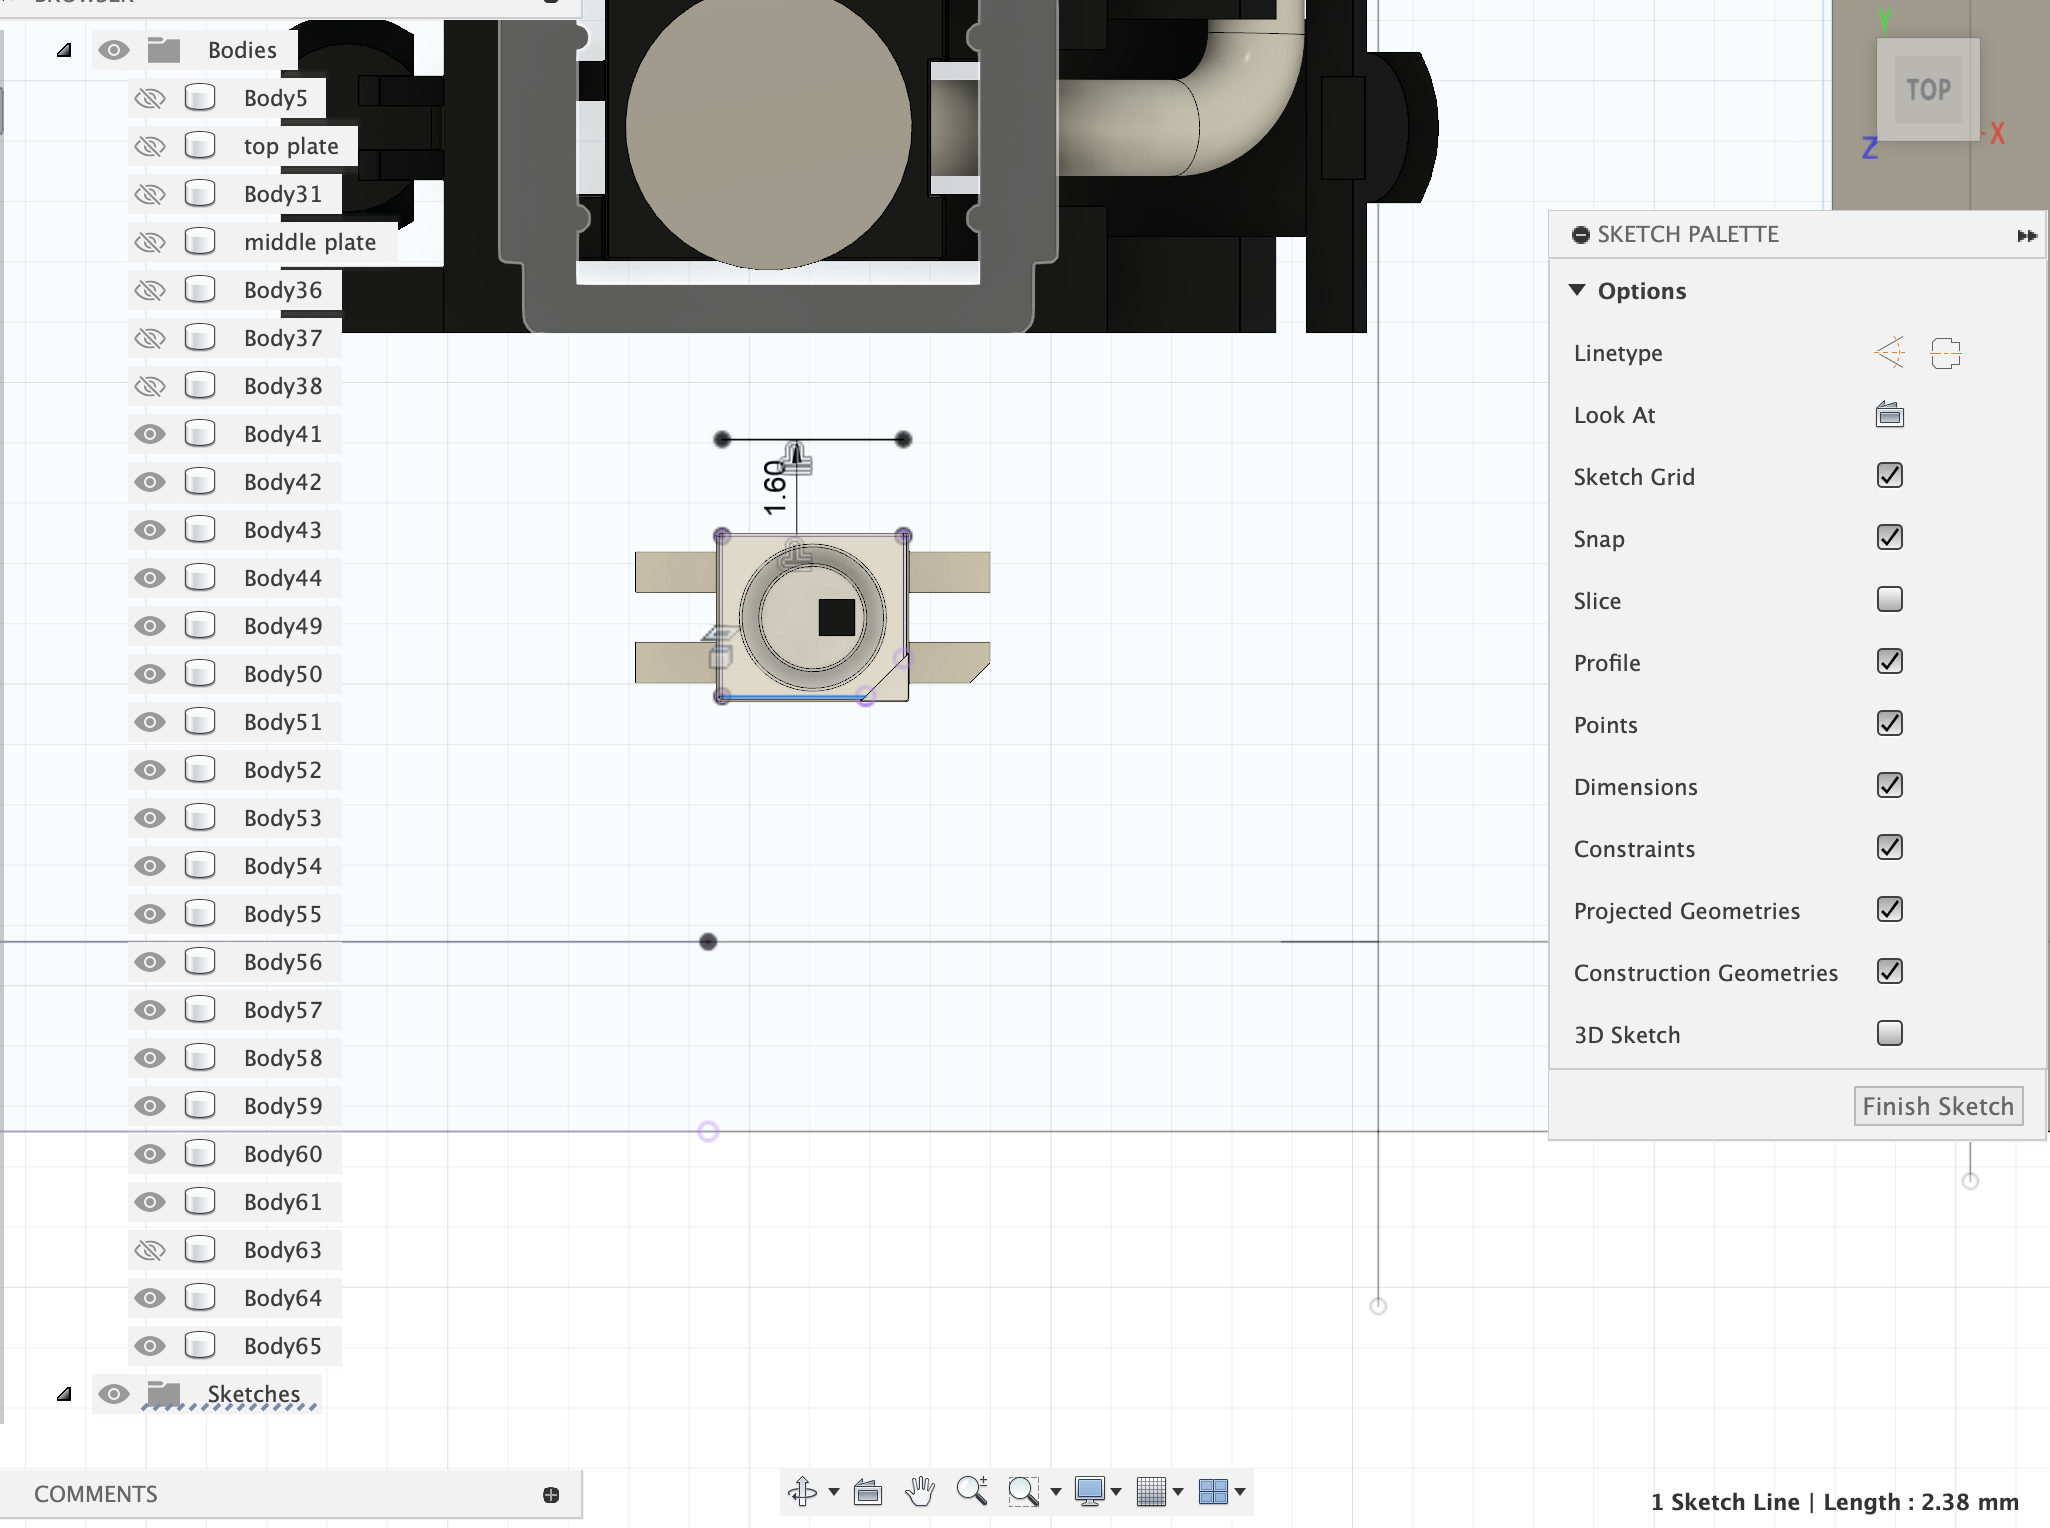 Bodies
Body5
top plate
Body31
middle plate
Body36
Body37
Body38
Body41
Body42
Body43
Body44
Body49
Body50
Body51
Body52
Body53
Body54
Body55
Body56
Body57
Body58
Body59
Body60
Body61
Body63
Body64
Body65
Sketches
COMMENTS
1.60
Y
TOP
Z
X
SKETCH PALETTE
Options
Linetype
Look At
Sketch Grid
Snap
Slice
Profile
Points
Dimensions
Constraints
Projected Geometries
Construction Geometries
3D Sketch
Finish Sketch
1 Sketch Line | Length : 2.38 mm